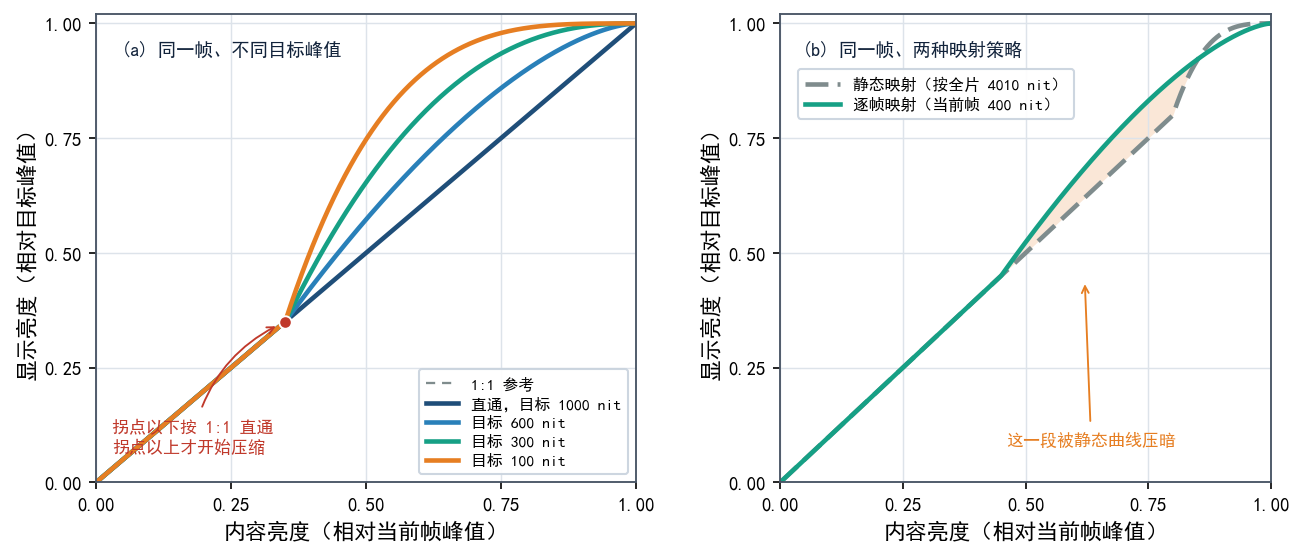 (a) 同一帧、不同目标峰值
显示亮度（相对目标峰值）
1.00
0.75
0.50
0.25
0.00
拐点以下按 1:1 直通
拐点以上才开始压缩
1:1 参考
直通，目标 1000 nit
目标 600 nit
目标 300 nit
目标 100 nit
0.00 0.25 0.50 0.75 1.00
内容亮度（相对当前帧峰值）
(b) 同一帧、两种映射策略
静态映射（按全片 4010 nit）
逐帧映射（当前帧 400 nit）
显示亮度（相对目标峰值）
1.00
0.75
0.50
0.25
0.00
这一段被静态曲线压暗
0.00 0.25 0.50 0.75 1.00
内容亮度（相对当前帧峰值）